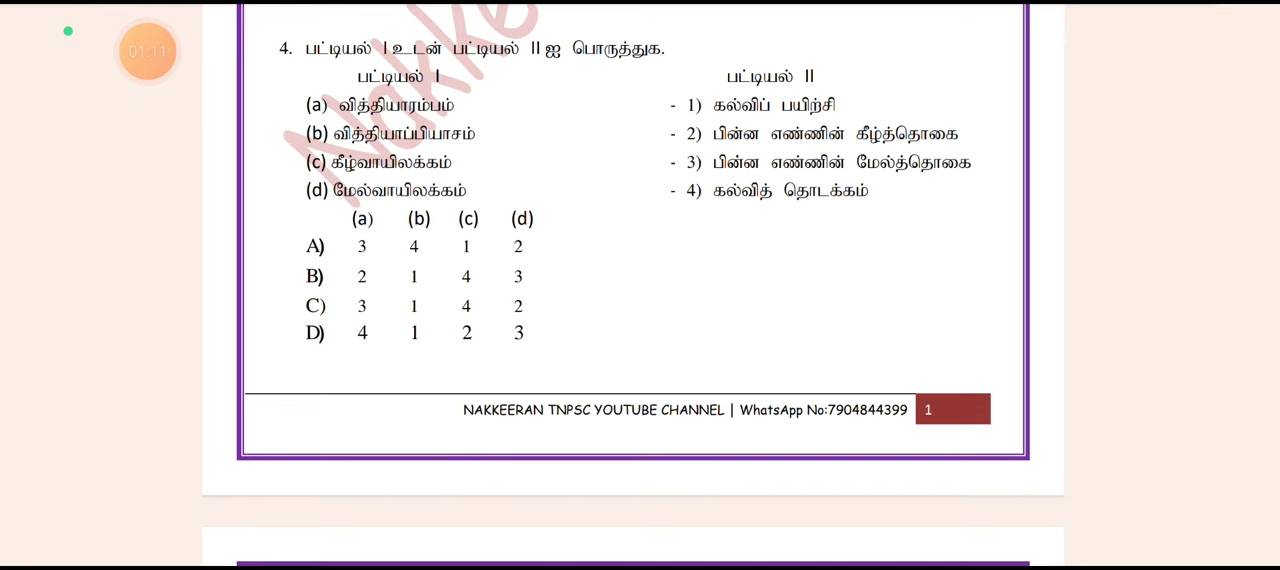 01:11
4. பட்டியல் I உடன் பட்டியல் II ஐ பொருத்துக.
பட்டியல் I பட்டியல் II
(a) வித்தியாரம்பம் - 1) கல்விப் பயிற்சி
(b) வித்தியாப்பியாசம் - 2) பின்ன எண்ணின் கீழ்த்தொகை
(c) கீழ்வாயிலக்கம் - 3) பின்ன எண்ணின் மேல்த்தொகை
(d) மேல்வாயிலக்கம் - 4) கல்வித் தொடக்கம்
(a) (b) (c) (d)
A) 3 4 1 2
B) 2 1 4 3
C) 3 1 4 2
D) 4 1 2 3
Nakke
NAKKEERAN TNPSC YOUTUBE CHANNEL | WhatsApp No:7904844399 1